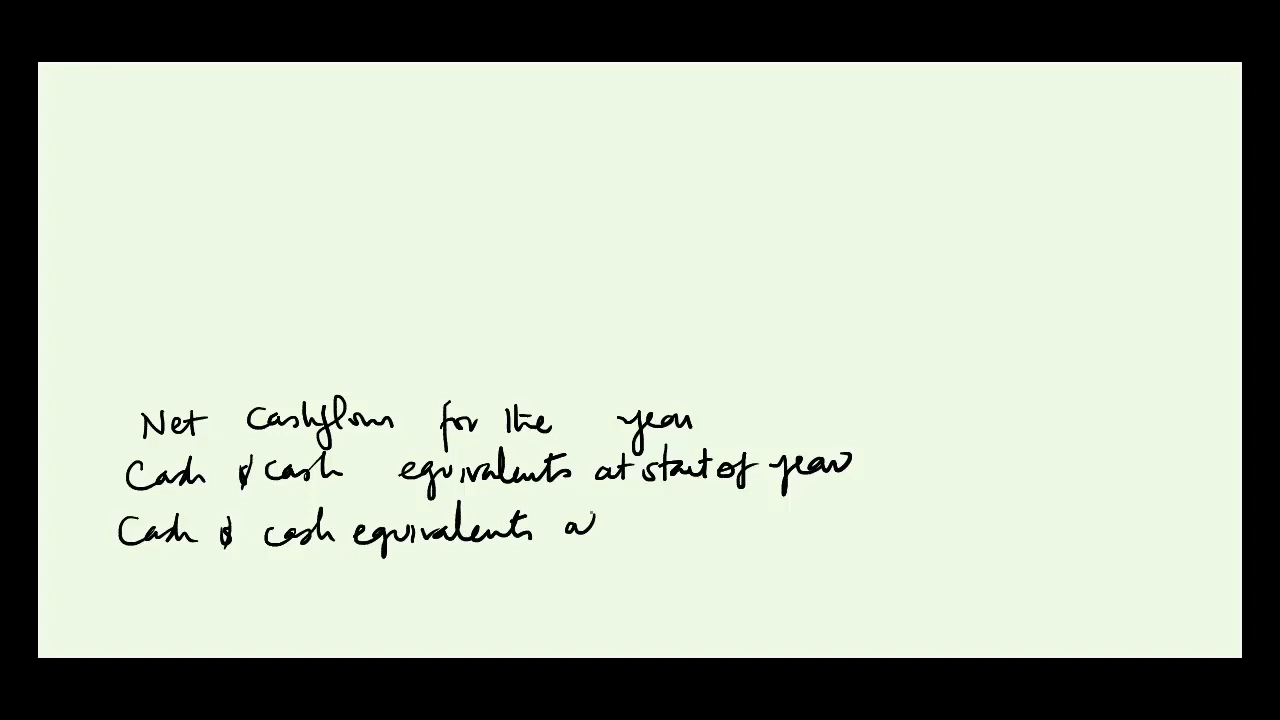 Net Cashflow for the year
Cash & cash equivalents at start of year
Cash & cash equivalents a